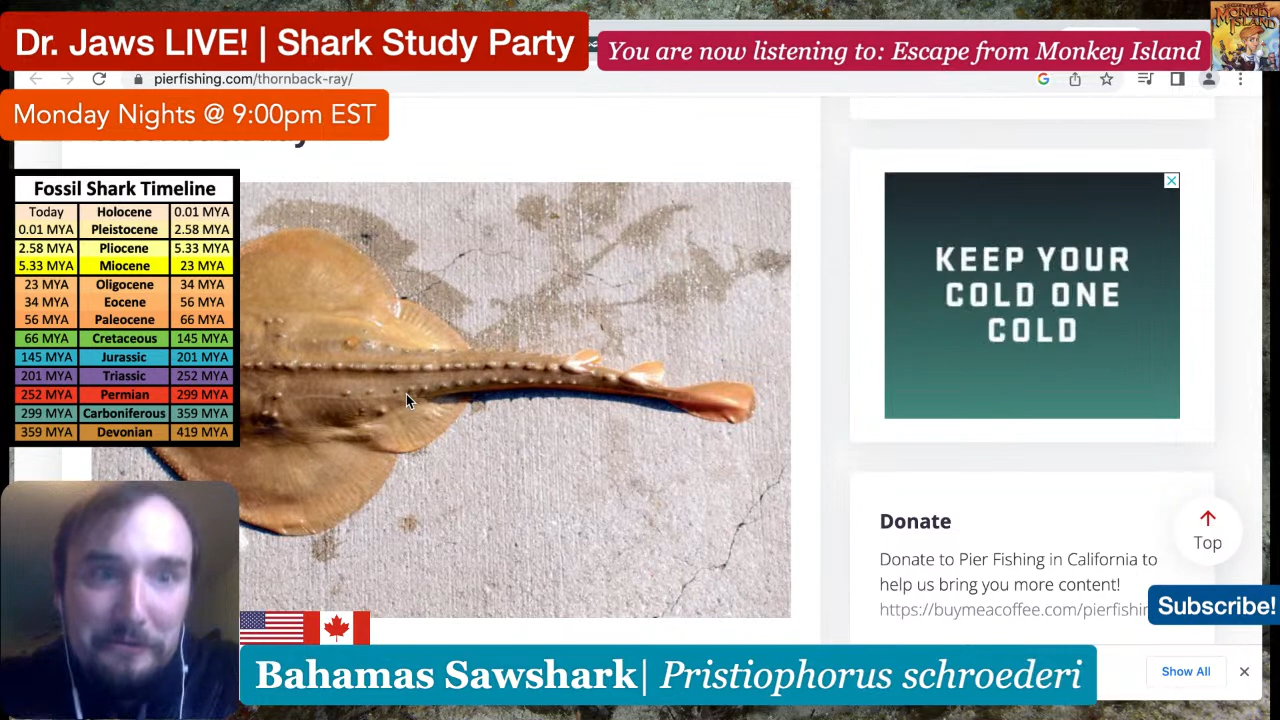 Dr. Jaws LIVE! | Shark Study Party
You are now listening to: Escape from Monkey Island
MONKEY
ISLAND
pierfishing.com/thornback-ray/
Monday Nights @ 9:00pm EST
Fossil Shark Timeline
Today Holocene 0.01 MYA
0.01 MYA Pleistocene 2.58 MYA
2.58 MYA Pliocene 5.33 MYA
5.33 MYA Miocene 23 MYA
23 MYA Oligocene 34 MYA
34 MYA Eocene 56 MYA
56 MYA Paleocene 66 MYA
66 MYA Cretaceous 145 MYA
145 MYA Jurassic 201 MYA
201 MYA Triassic 252 MYA
252 MYA Permian 299 MYA
299 MYA Carboniferous 359 MYA
359 MYA Devonian 419 MYA
KEEP YOUR
COLD ONE
COLD
Donate
Donate to Pier Fishing in California to
help us bring you more content!
https://buymeacoffee.com/pierfishin
Top
Subscribe!
Bahamas Sawshark| Pristiophorus schroederi
Show All